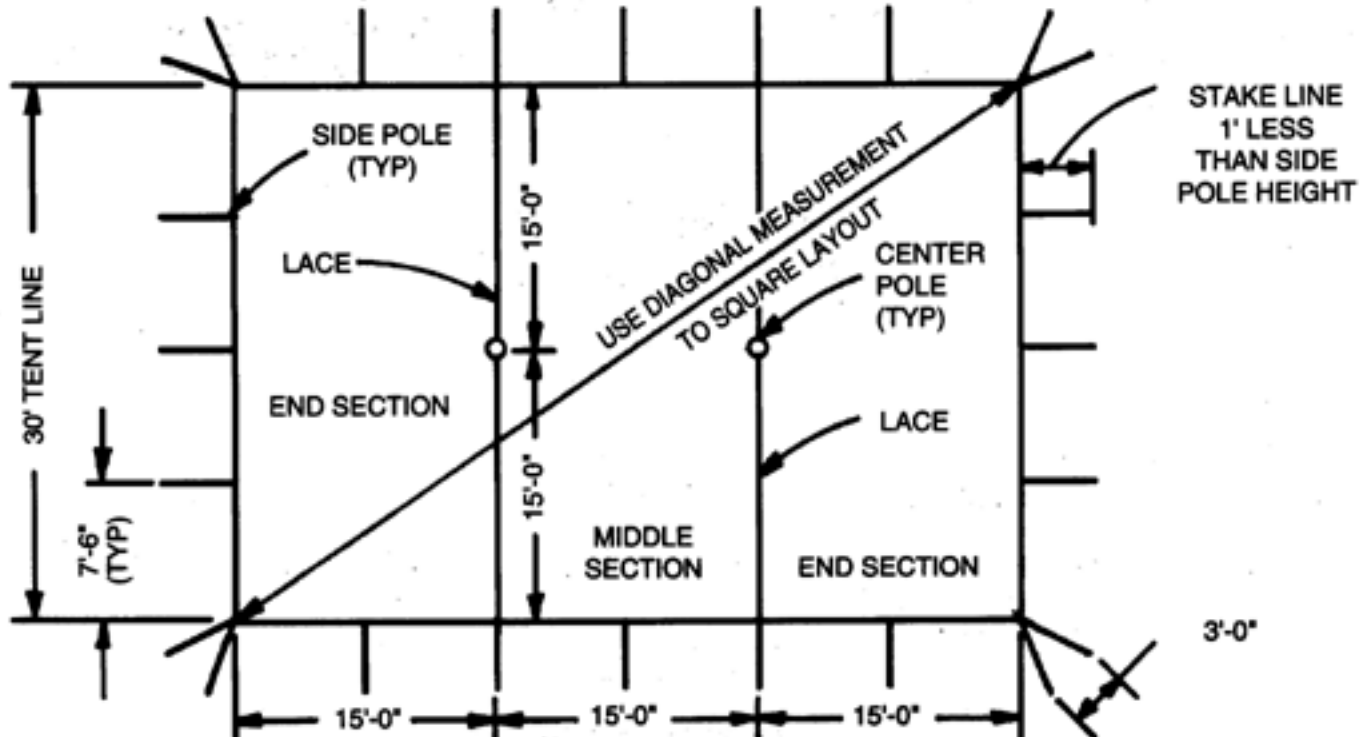 STAKE LINE
1' LESS
THAN SIDE
POLE HEIGHT
SIDE POLE
(TYP)
LACE
15'-0"
USE DIAGONAL MEASUREMENT
TO SQUARE LAYOUT
CENTER
POLE
(TYP)
30' TENT LINE
END SECTION
LACE
15'-0"
7'-6"
(TYP)
MIDDLE
SECTION
END SECTION
3'-0"
15'-0"
15'-0"
15'-0"